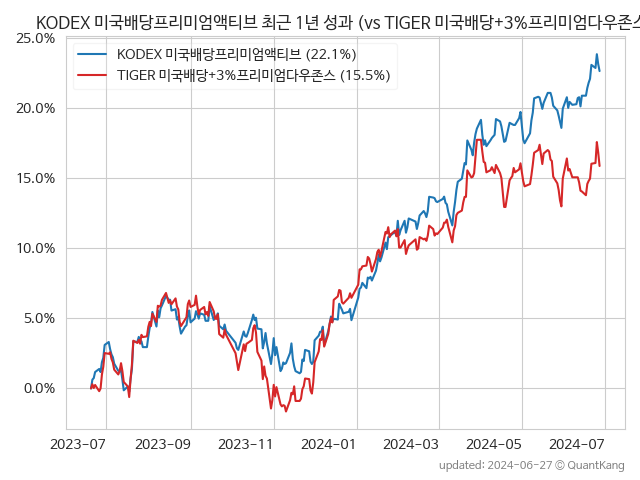 KODEX 미국배당프리미엄액티브 최근 1년 성과 (vs TIGER 미국배당+3%프리미엄다우존스
25.0%
KODEX 미국배당프리미엄액티브 (22.1%)
TIGER 미국배당+3%프리미엄다우존스 (15.5%)
20.0%
15.0%
10.0%
5.0%
0.0%
2023-07 2023-09 2023-11 2024-01 2024-03 2024-05 2024-07
updated: 2024-06-27 © QuantKang